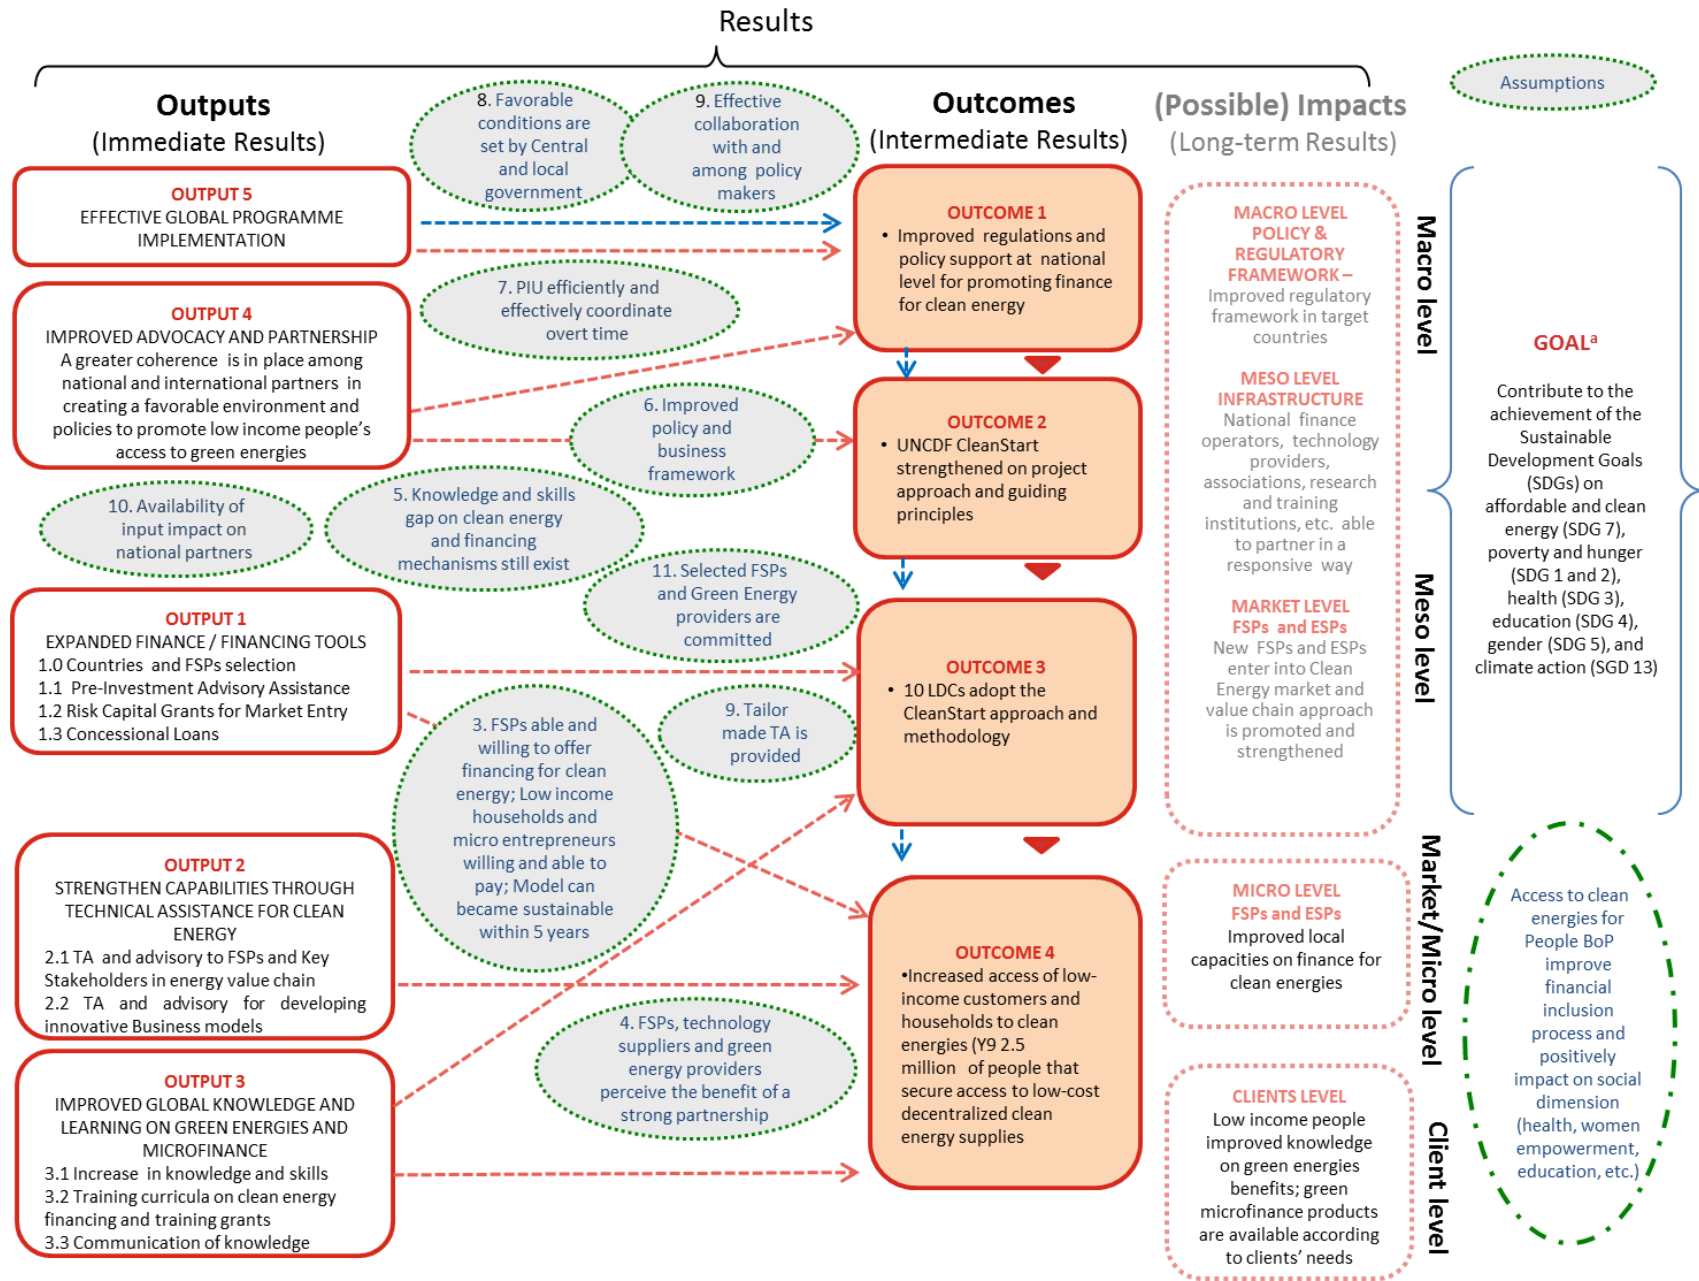 Results
Outputs
(Immediate Results)
OUTPUT 5
EFFECTIVE GLOBAL PROGRAMME
IMPLEMENTATION
OUTPUT 4
IMPROVED ADVOCACY AND PARTNERSHIP
A greater coherence is in place among
national and international partners in
creating a favorable environment and
policies to promote low income people's
access to green energies
10. Availability of
input impact on
national partners
OUTPUT 1
EXPANDED FINANCE / FINANCING TOOLS
1.0 Countries and FSPs selection
1.1 Pre-Investment Advisory Assistance
1.2 Risk Capital Grants for Market Entry
1.3 Concessional Loans
OUTPUT 2
STRENGTHEN CAPABILITIES THROUGH
TECHNICAL ASSISTANCE FOR CLEAN
ENERGY
2.1 TA and advisory to FSPs and Key
Stakeholders in energy value chain
2.2 TA and advisory for developing
innovative Business models
OUTPUT 3
IMPROVED GLOBAL KNOWLEDGE AND
LEARNING ON GREEN ENERGIES AND
MICROFINANCE
3.1 Increase in knowledge and skills
3.2 Training curricula on clean energy
financing and training grants
3.3 Communication of knowledge
8. Favorable
conditions are
set by Central
and local
government
9. Effective
collaboration
with and
among policy
makers
7. PIU efficiently and
effectively coordinate
overt time
6. Improved
policy and
business
framework
5. Knowledge and skills
gap on clean energy
and financing
mechanisms still exist
11. Selected FSPs
and Green Energy
providers are
committed
3. FSPs able and
willing to offer
financing for clean
energy; Low income
households and
micro entrepreneurs
willing and able to
pay; Model can
became sustainable
within 5 years
9. Tailor
made TA is
provided
4. FSPs, technology
suppliers and green
energy providers
perceive the benefit of a
strong partnership
Outcomes
(Intermediate Results)
OUTCOME 1
• Improved regulations and
policy support at national
level for promoting finance
for clean energy
OUTCOME 2
• UNCDF CleanStart
strengthened on project
approach and guiding
principles
OUTCOME 3
• 10 LDCs adopt the
CleanStart approach and
methodology
OUTCOME 4
•Increased access of low-
income customers and
households to clean
energies (Y9 2.5
million of people that
secure access to low-cost
decentralized clean
energy supplies
(Possible) Impacts
(Long-term Results)
MACRO LEVEL
POLICY &
REGULATORY
FRAMEWORK –
Improved regulatory
framework in target
countries
MESO LEVEL
INFRASTRUCTURE
National finance
operators, technology
providers,
associations, research
and training
institutions, etc. able
to partner in a
responsive way
MARKET LEVEL
FSPs and ESPs
New FSPs and ESPs
enter into Clean
Energy market and
value chain approach
is promoted and
strengthened
MICRO LEVEL
FSPs and ESPs
Improved local
capacities on finance for
clean energies
CLIENTS LEVEL
Low income people
improved knowledge
on green energies
benefits; green
microfinance products
are available according
to clients' needs
Macro level
Meso level
Market/Micro level
Client level
Assumptions
GOALª
Contribute to the
achievement of the
Sustainable
Development Goals
(SDGs) on
affordable and clean
energy (SDG 7),
poverty and hunger
(SDG 1 and 2),
health (SDG 3),
education (SDG 4),
gender (SDG 5), and
climate action (SGD 13)
Access to clean
energies for
People BoP
improve
financial
inclusion
process and
positively
impact on social
dimension
(health, women
empowerment,
education, etc.)